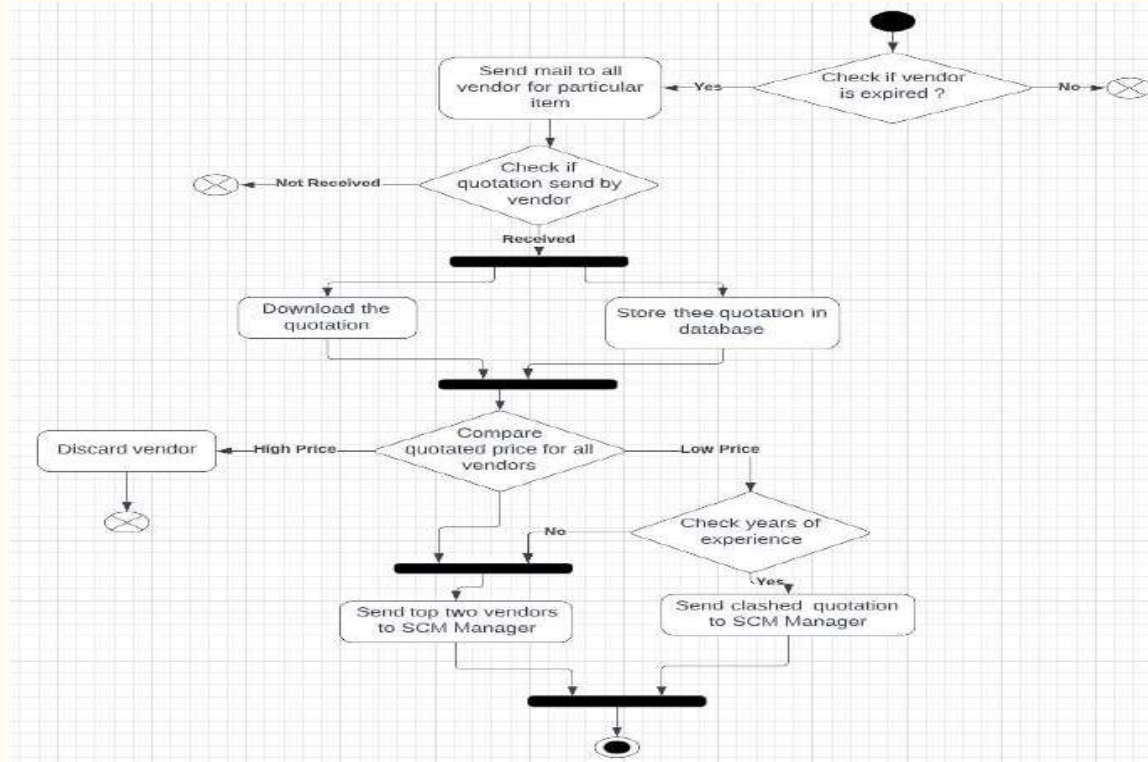 Check if vendor
is expired ?
Yes
No
Send mail to all
vendor for particular
item
Check if
quotation send by
vendor
Not Received
Received
Download the
quotation
Store thee quotation in
database
Compare
quotated price for all
vendors
High Price
Low Price
Discard vendor
Check years of
experience
No
Yes
Send top two vendors
to SCM Manager
Send clashed quotation
to SCM Manager